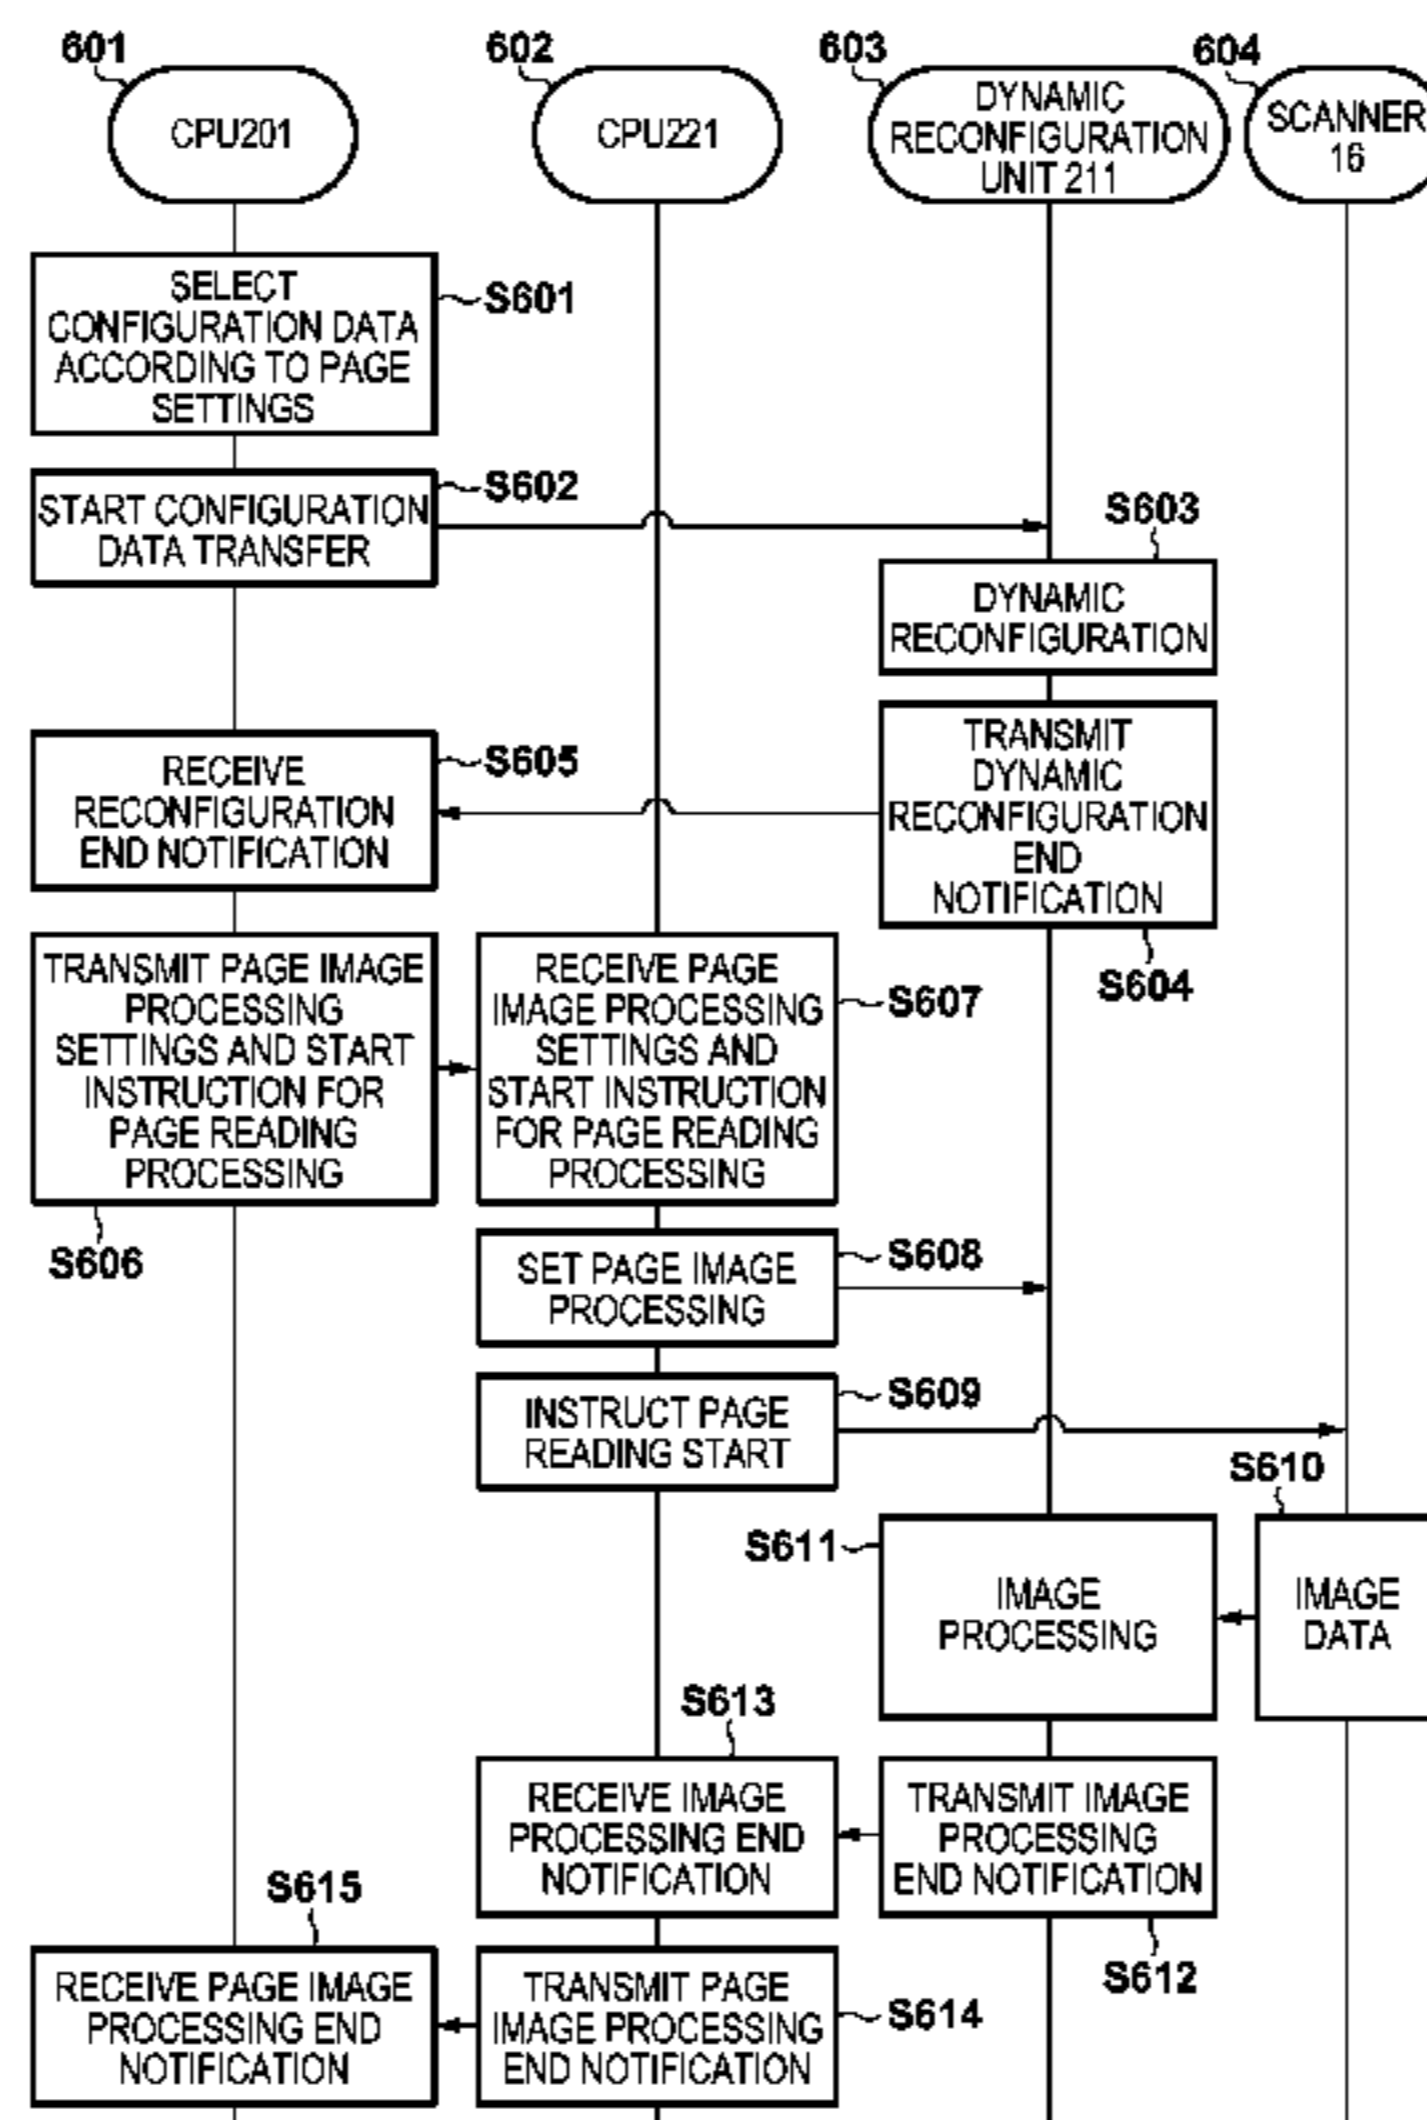 601
602
603
604
CPU201
CPU221
DYNAMIC
RECONFIGURATION
UNIT 211
SCANNER
16
SELECT
CONFIGURATION DATA
ACCORDING TO PAGE
SETTINGS
S601
START CONFIGURATION
DATA TRANSFER
S602
S603
DYNAMIC
RECONFIGURATION
TRANSMIT
DYNAMIC
RECONFIGURATION
END
NOTIFICATION
S604
RECEIVE
RECONFIGURATION
END NOTIFICATION
S605
TRANSMIT PAGE IMAGE
PROCESSING
SETTINGS AND START
INSTRUCTION FOR
PAGE READING
PROCESSING
S606
RECEIVE PAGE
IMAGE PROCESSING
SETTINGS AND
START INSTRUCTION
FOR PAGE READING
PROCESSING
S607
SET PAGE IMAGE
PROCESSING
S608
INSTRUCT PAGE
READING START
S609
S610
IMAGE
DATA
S611
IMAGE
PROCESSING
S613
RECEIVE IMAGE
PROCESSING END
NOTIFICATION
TRANSMIT IMAGE
PROCESSING
END NOTIFICATION
S612
S615
RECEIVE PAGE IMAGE
PROCESSING END
NOTIFICATION
TRANSMIT PAGE
IMAGE PROCESSING
END NOTIFICATION
S614